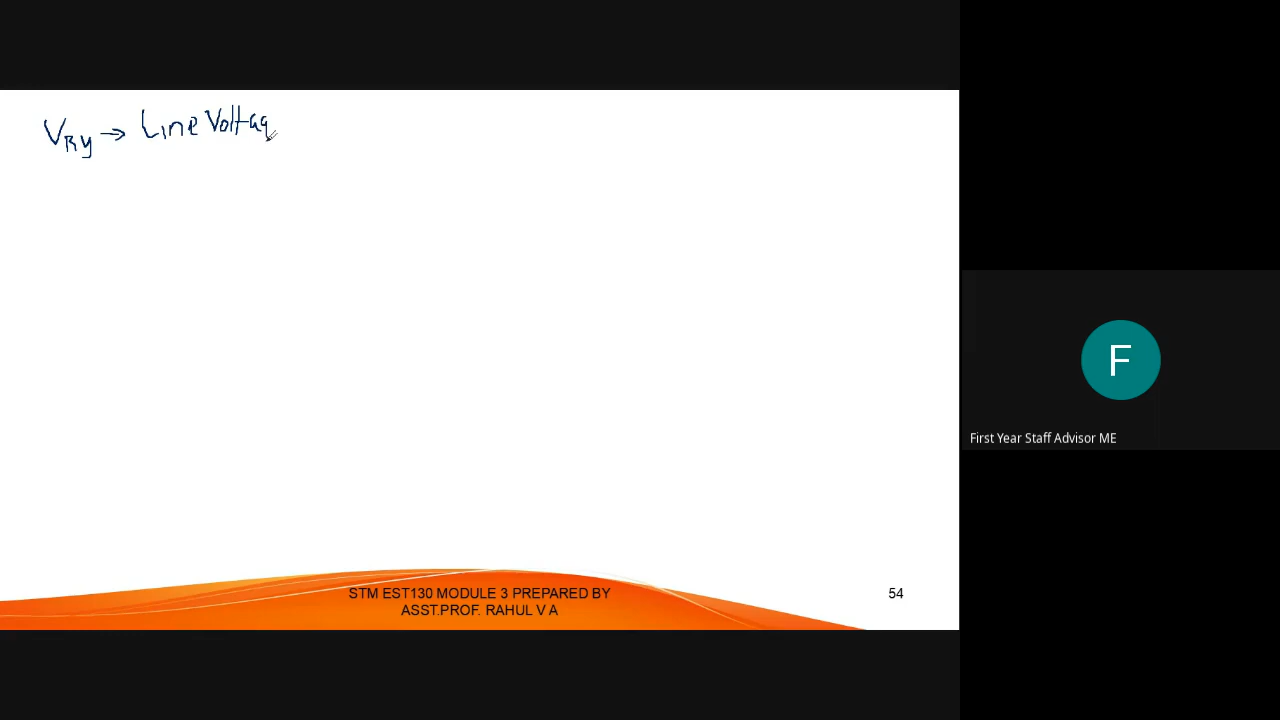 VRy → Line Voltag
STM EST130 MODULE 3 PREPARED BY
ASST.PROF. RAHUL V A
54
F
First Year Staff Advisor ME